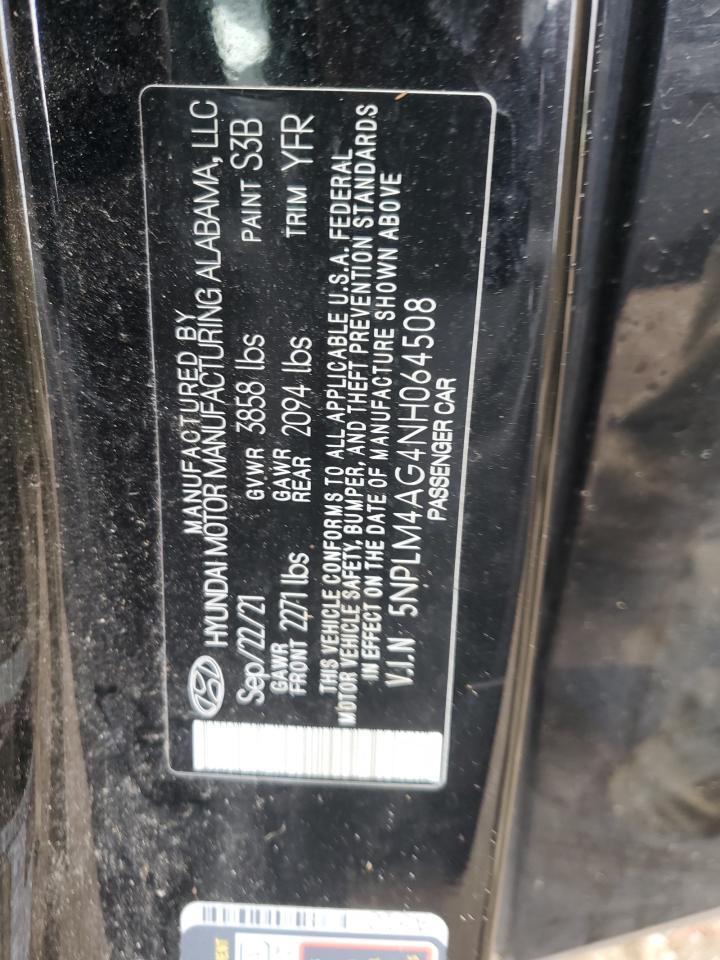 MANUFACTURED BY
HYUNDAI MOTOR MANUFACTURING ALABAMA, LLC
Sep/22/21 GVWR 3858 lbs PAINT S3B
GAWR FRONT 2271 lbs GAWR REAR 2094 lbs TRIM YFR
THIS VEHICLE CONFORMS TO ALL APPLICABLE U.S.A. FEDERAL
MOTOR VEHICLE SAFETY, BUMPER, AND THEFT PREVENTION STANDARDS
IN EFFECT ON THE DATE OF MANUFACTURE SHOWN ABOVE
V.I.N 5NPLM4AG4NH064508
PASSENGER CAR